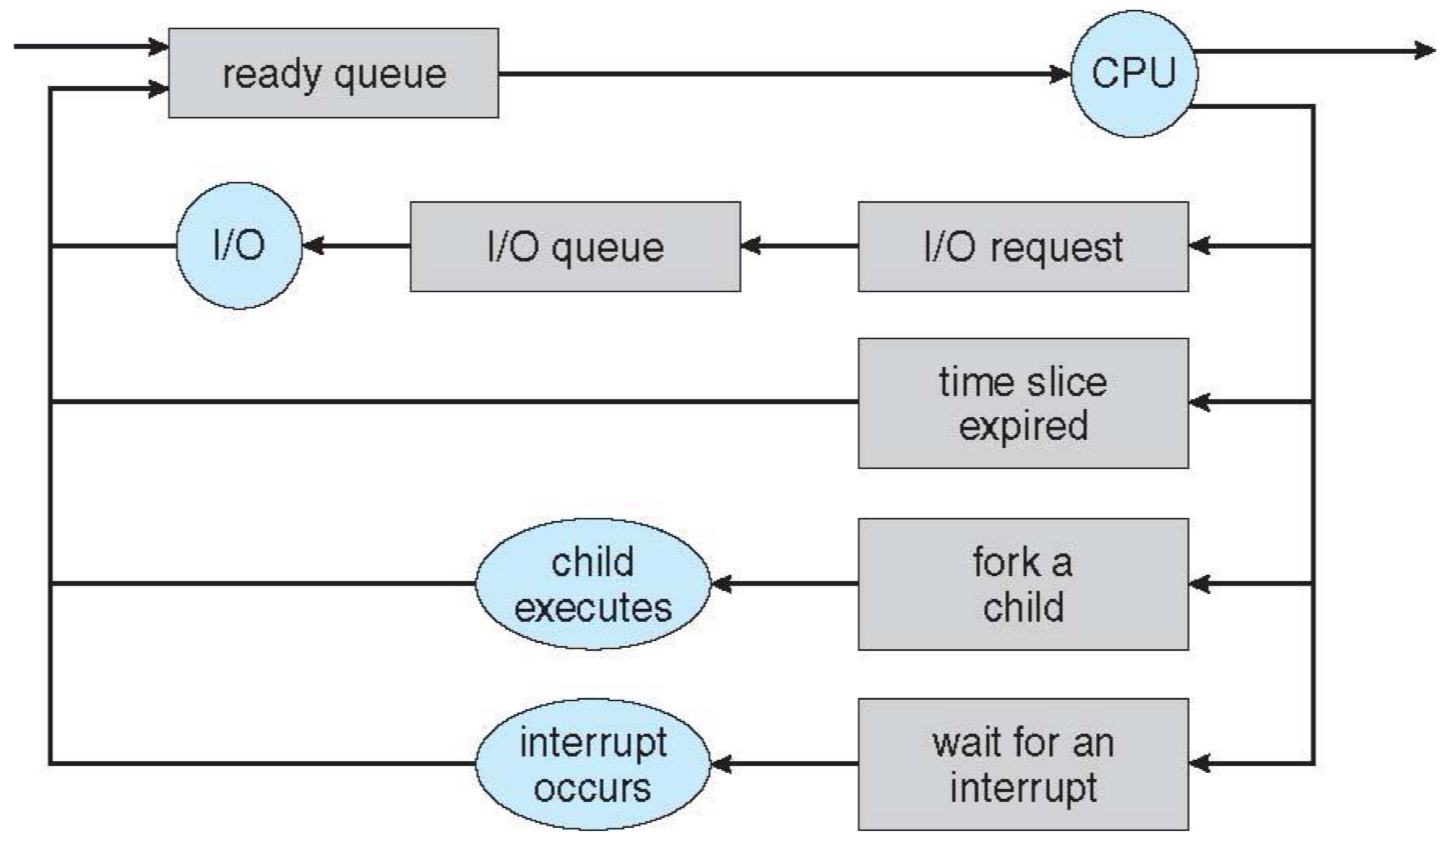 ready queue
CPU
I/O
I/O queue
I/O request
time slice
expired
child
executes
fork a
child
interrupt
occurs
wait for an
interrupt